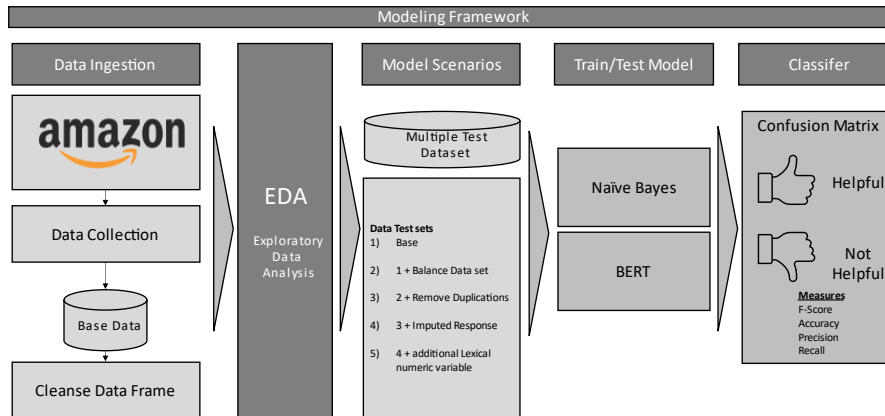 Modeling Framework
Data Ingestion
amazon
Data Collection
Base Data
Cleanse Data Frame
EDA
Exploratory
Data
Analysis
Model Scenarios
Multiple Test
Dataset
Data Test sets
1) Base
2) 1 + Balance Data set
3) 2 + Remove Duplications
4) 3 + Imputed Response
5) 4 + additional Lexical
numeric variable
Train/Test Model
Naïve Bayes
BERT
Classifer
Confusion Matrix
Helpful
Not
Helpful
Measures
F-Score
Accuracy
Precision
Recall